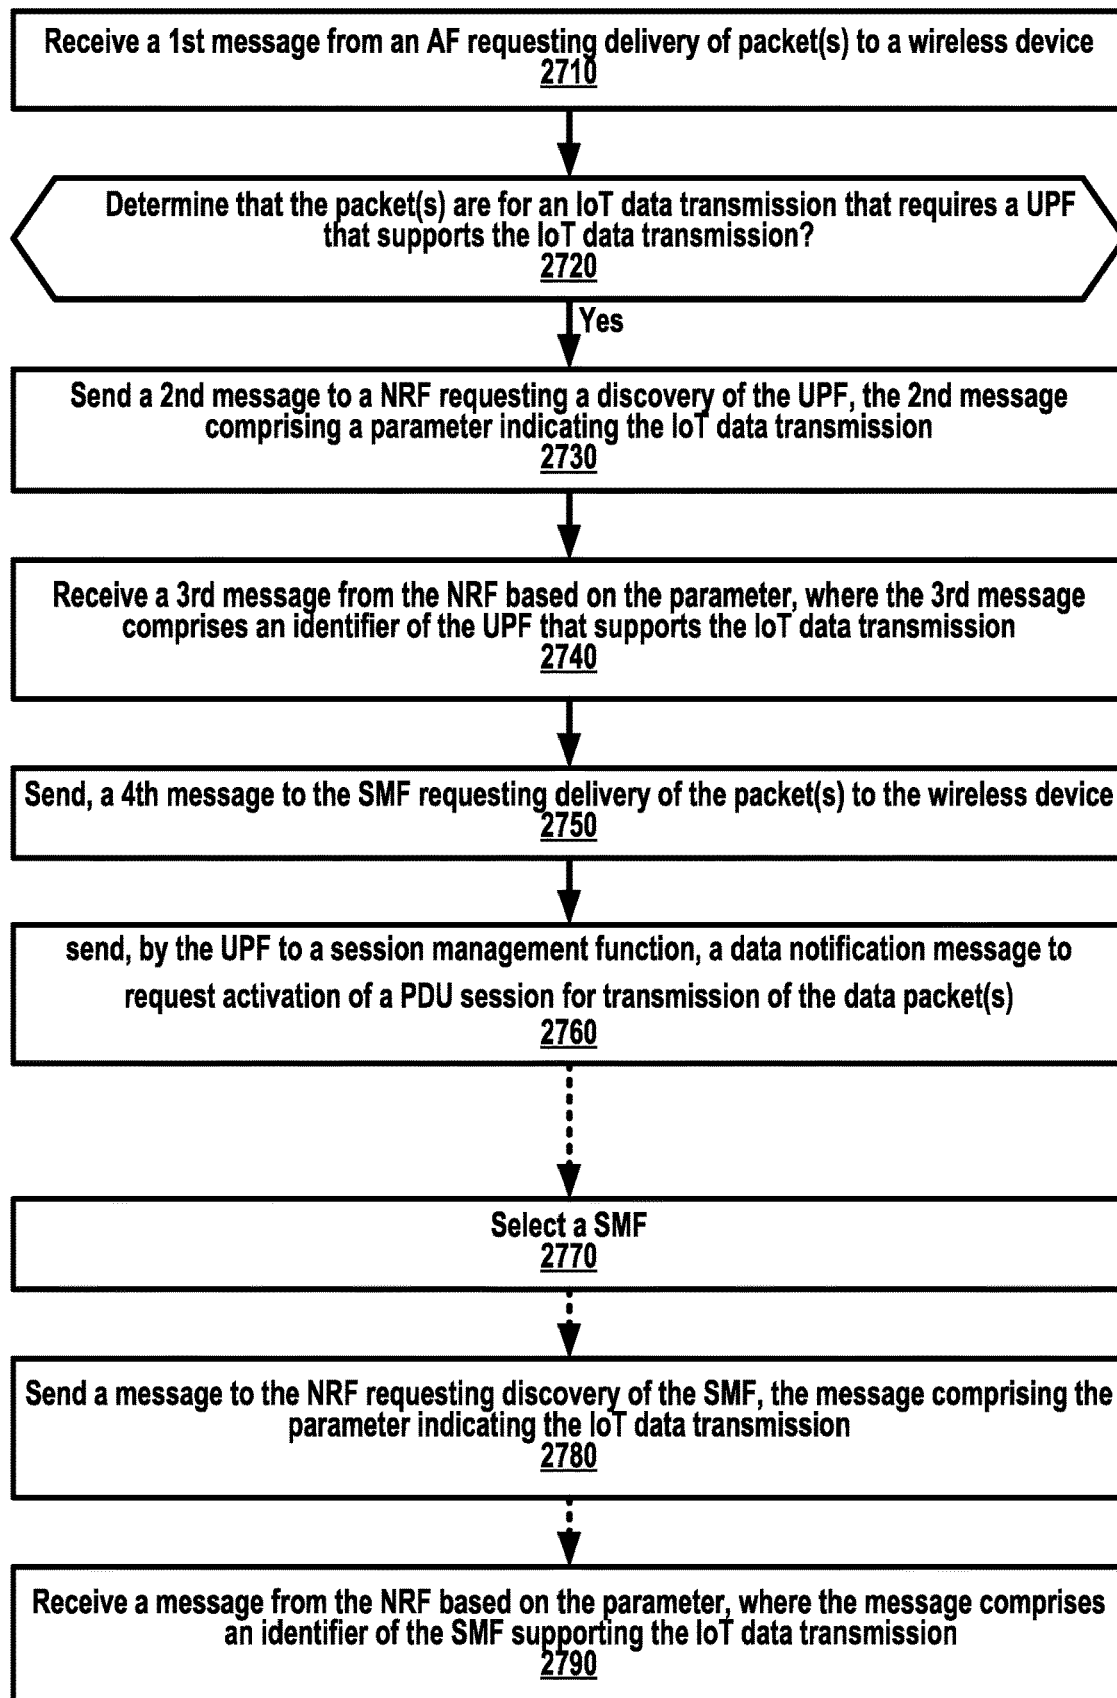 Receive a 1st message from an AF requesting delivery of packet(s) to a wireless device
2710
Determine that the packet(s) are for an IoT data transmission that requires a UPF
that supports the IoT data transmission?
2720
Yes
Send a 2nd message to a NRF requesting a discovery of the UPF, the 2nd message
comprising a parameter indicating the IoT data transmission
2730
Receive a 3rd message from the NRF based on the parameter, where the 3rd message
comprises an identifier of the UPF that supports the IoT data transmission
2740
Send, a 4th message to the SMF requesting delivery of the packet(s) to the wireless device
2750
send, by the UPF to a session management function, a data notification message to
request activation of a PDU session for transmission of the data packet(s)
2760
Select a SMF
2770
Send a message to the NRF requesting discovery of the SMF, the message comprising the
parameter indicating the IoT data transmission
2780
Receive a message from the NRF based on the parameter, where the message comprises
an identifier of the SMF supporting the IoT data transmission
2790